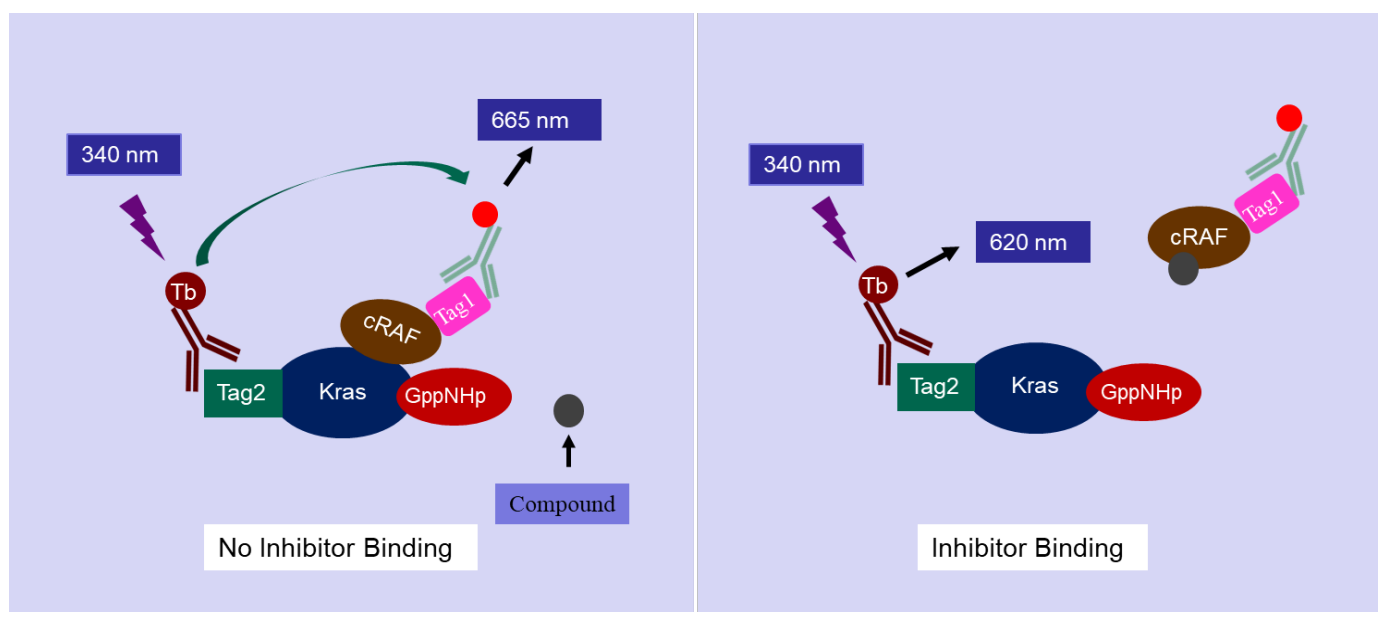 665 nm
340 nm
Tb
Tag1
cRAF
Tag2
Kras
GppNHp
Compound
No Inhibitor Binding
340 nm
620 nm
Tag1
cRAF
Tb
Tag2
Kras
GppNHp
Inhibitor Binding